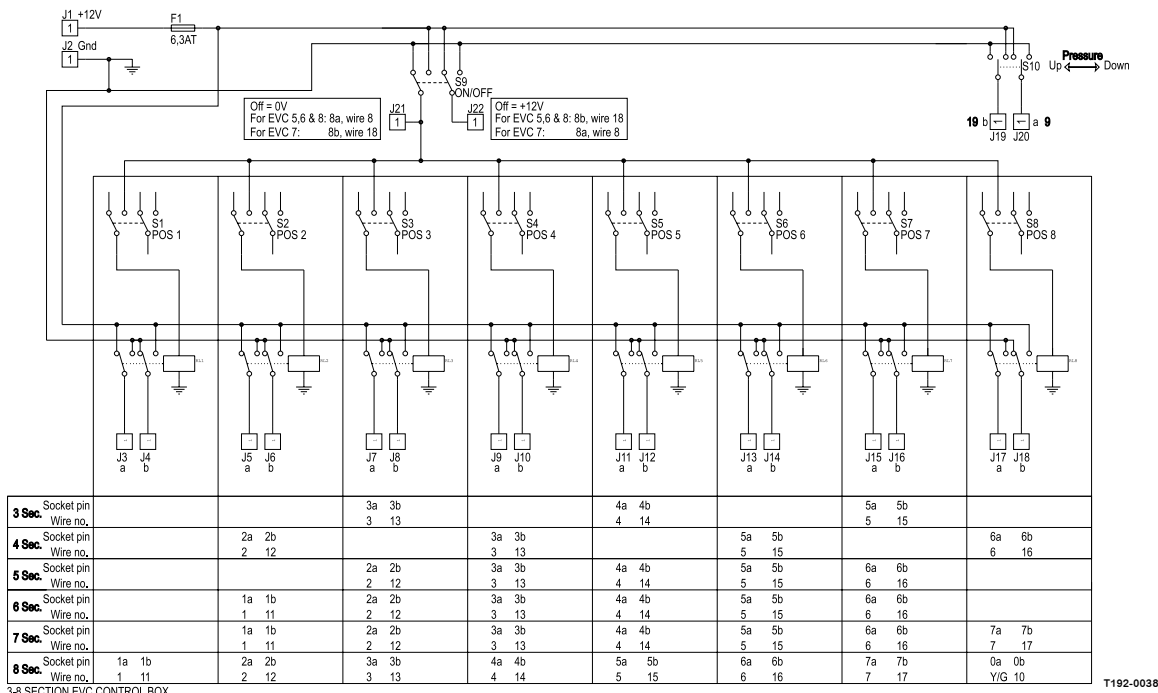 J1 +12V
1
F1
6,3AT
J2 Gnd
1
S9
ON/OFF
S10
Pressure
Up Down
Off = 0V
For EVC 5,6 & 8: 8a, wire 8
For EVC 7: 8b, wire 18
J21
1
J22
1
Off = +12V
For EVC 5,6 & 8: 8b, wire 18
For EVC 7: 8a, wire 8
19 b 1 1 a 9
J19 J20
S1 S2 S3 S4 S5 S6 S7 S8
POS 1 POS 2 POS 3 POS 4 POS 5 POS 6 POS 7 POS 8
RL1 RL2 RL3 RL4 RL5 RL6 RL7 RL8
J3 J4 J5 J6 J7 J8 J9 J10 J11 J12 J13 J14 J15 J16 J17 J18
a b a b a b a b a b a b a b a b
3 Sec. Socket pin 3a 3b 4a 4b 5a 5b
Wire no. 3 13 4 14 5 15
4 Sec. Socket pin 2a 2b 3a 3b 5a 5b 6a 6b
Wire no. 2 12 3 13 5 15 6 16
5 Sec. Socket pin 2a 2b 3a 3b 4a 4b 5a 5b 6a 6b
Wire no. 2 12 3 13 4 14 5 15 6 16
6 Sec. Socket pin 1a 1b 2a 2b 3a 3b 4a 4b 5a 5b 6a 6b
Wire no. 1 11 2 12 3 13 4 14 5 15 6 16
7 Sec. Socket pin 1a 1b 2a 2b 3a 3b 4a 4b 5a 5b 6a 6b 7a 7b
Wire no. 1 11 2 12 3 13 4 14 5 15 6 16 7 17
8 Sec. Socket pin 1a 1b 2a 2b 3a 3b 4a 4b 5a 5b 6a 6b 7a 7b 0a 0b
Wire no. 1 11 2 12 3 13 4 14 5 15 6 16 7 17 Y/G 10
3-8 SECTION EVC CONTROL BOX
T192-0038